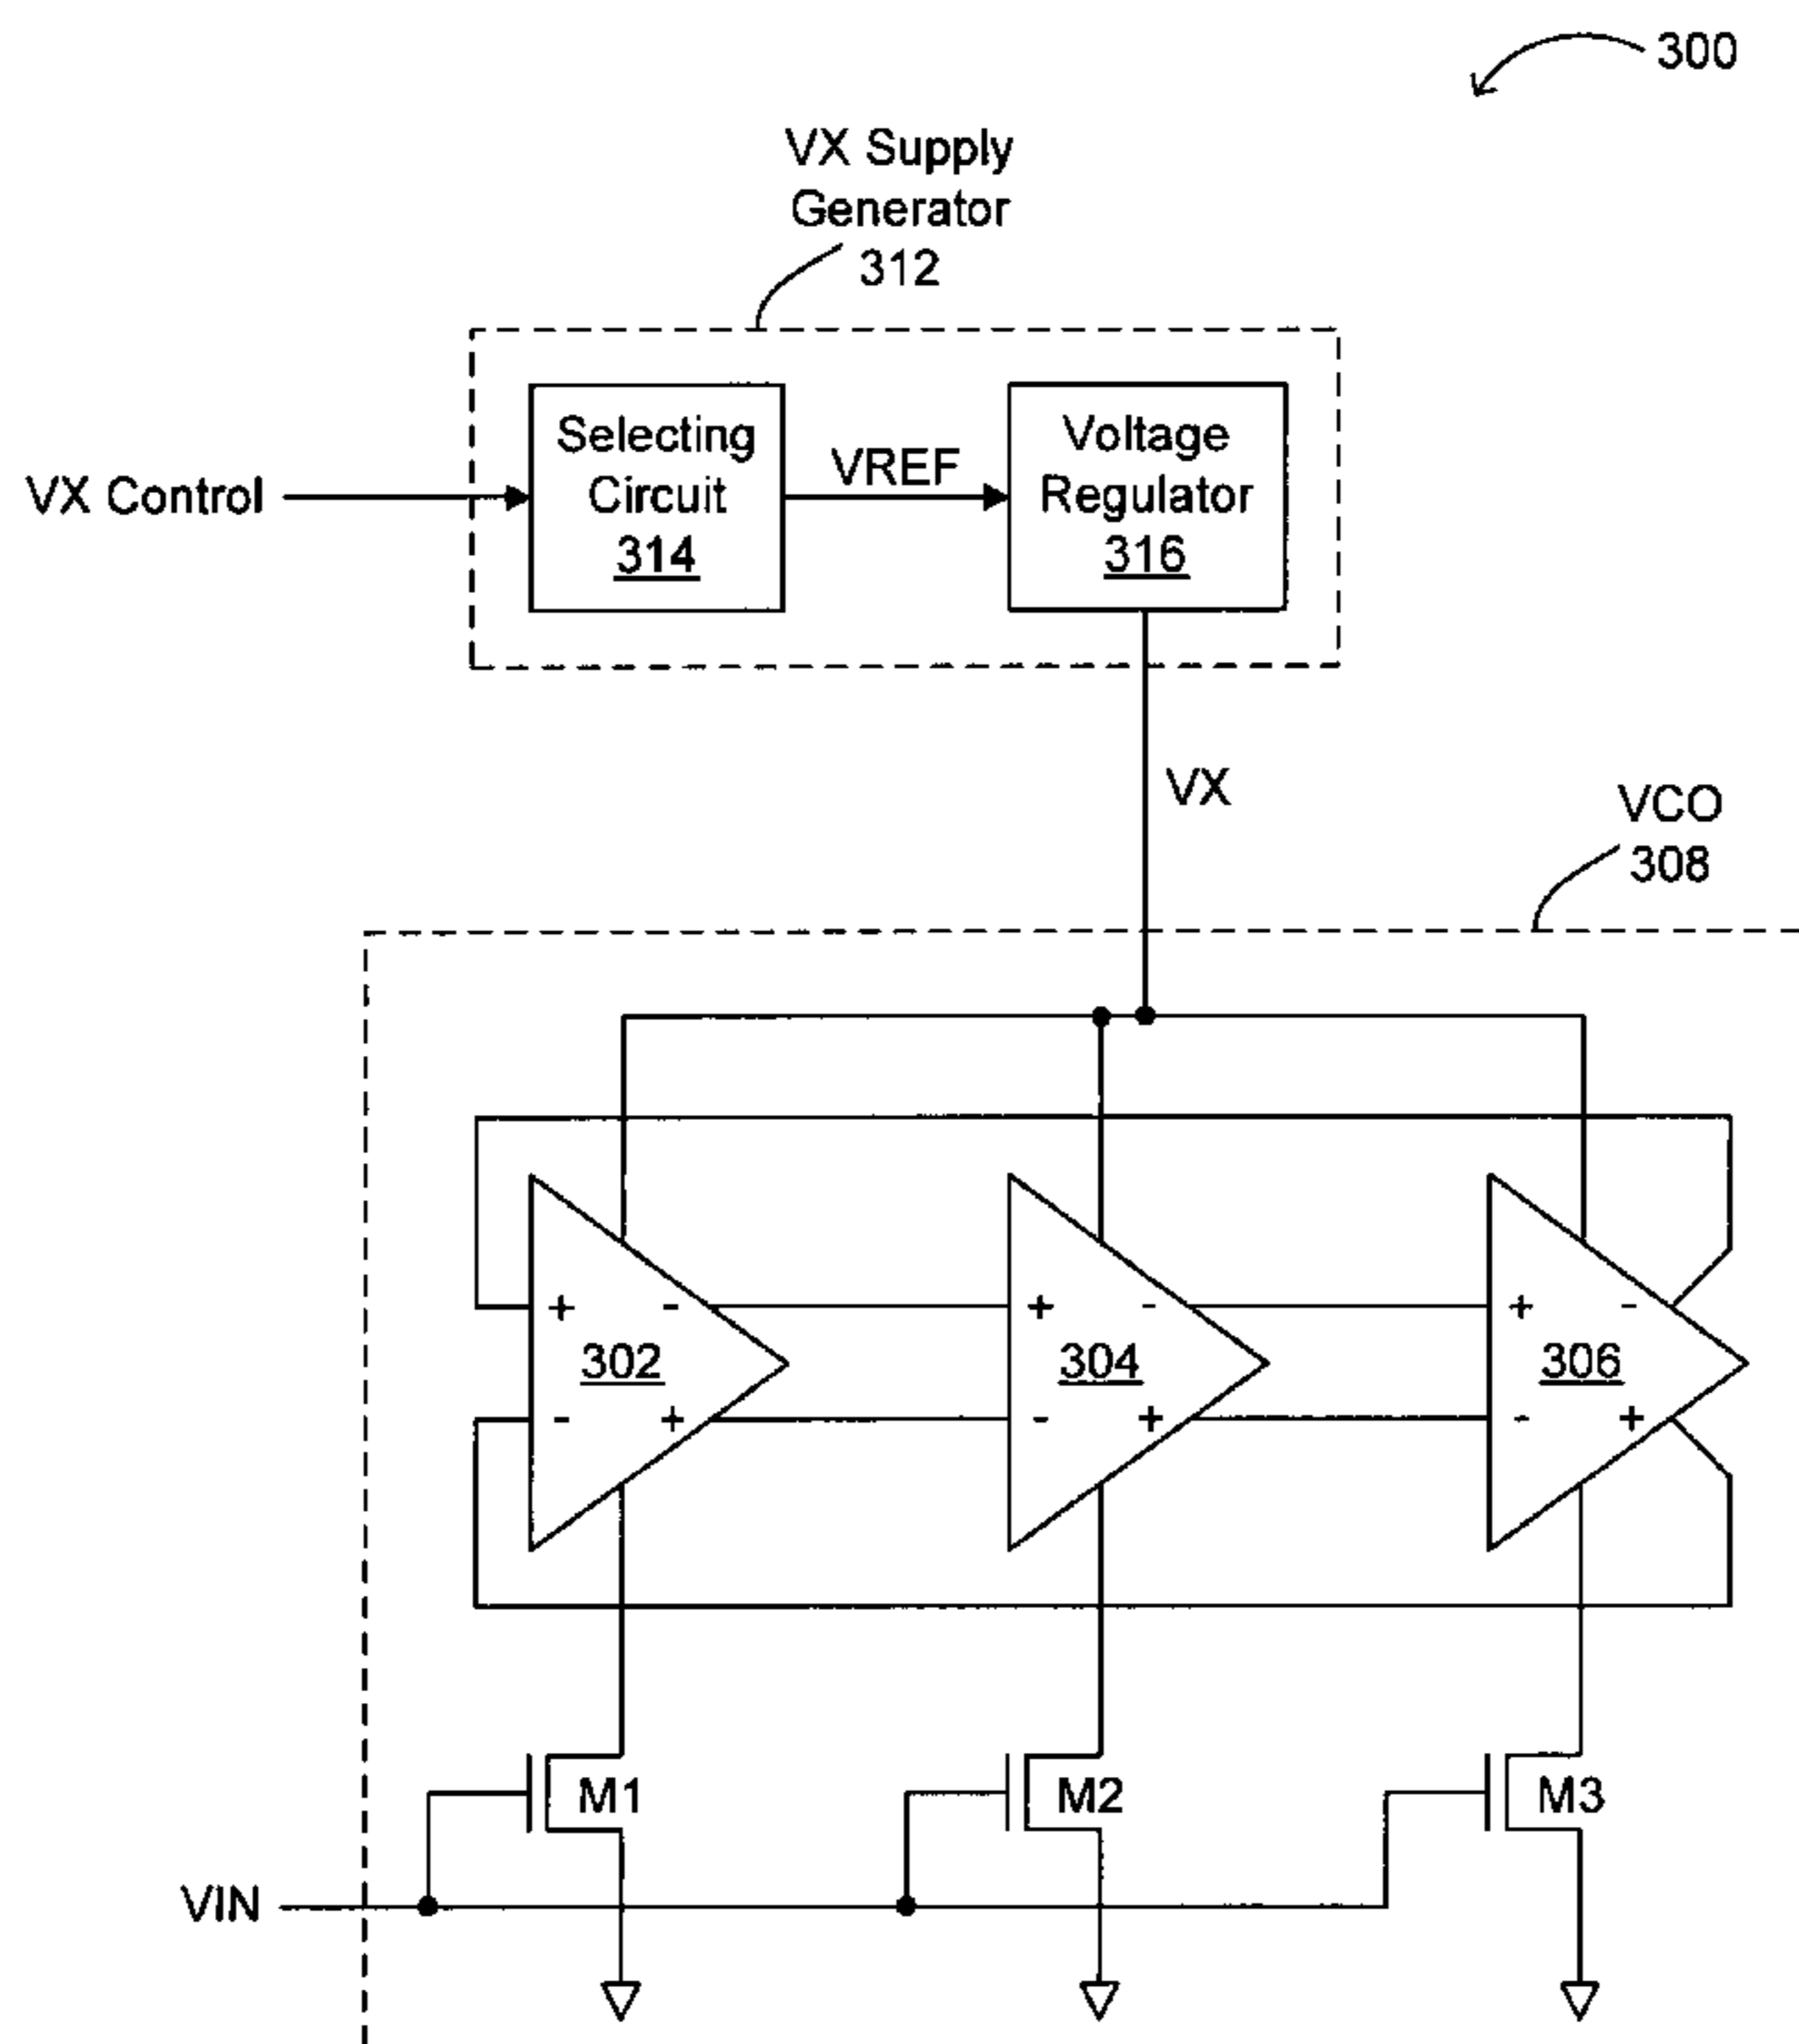 300
VX Supply
Generator
312
Selecting
Circuit
314
VREF
Voltage
Regulator
316
VX Control
VX
VCO
308
+ - + - + -
302 304 306
- + - + - +
M1 M2 M3
VIN